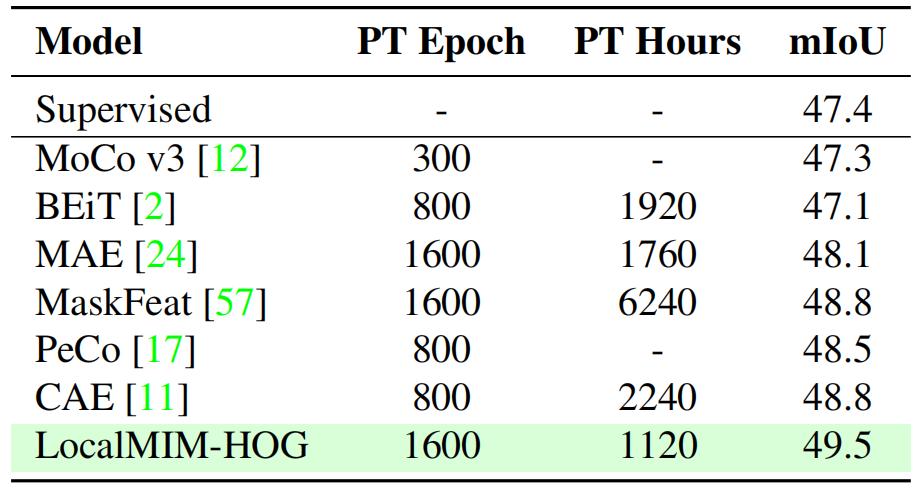 Model PT Epoch PT Hours mIoU
Supervised - - 47.4
MoCo v3 [12] 300 - 47.3
BEiT [2] 800 1920 47.1
MAE [24] 1600 1760 48.1
MaskFeat [57] 1600 6240 48.8
PeCo [17] 800 - 48.5
CAE [11] 800 2240 48.8
LocalMIM-HOG 1600 1120 49.5